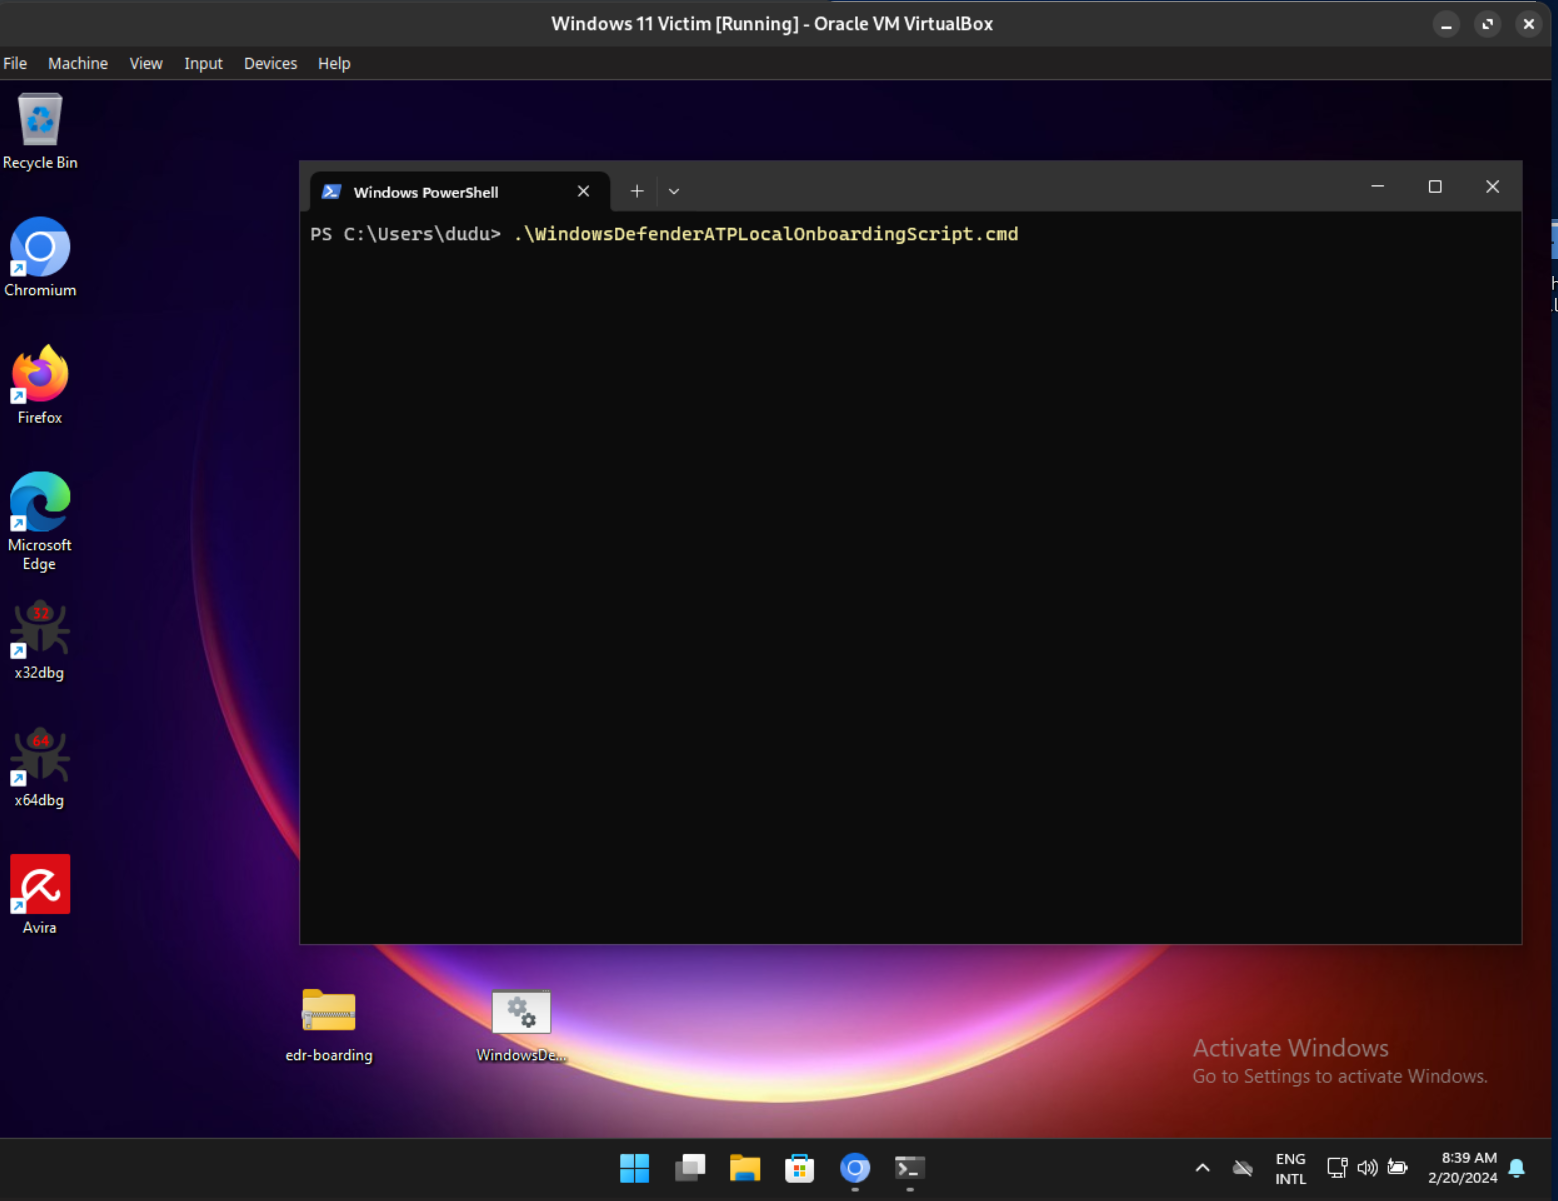 Windows 11 Victim [Running] - Oracle VM VirtualBox
File Machine View Input Devices Help
Recycle Bin
Chromium
Firefox
Microsoft
Edge
32
x32dbg
64
x64dbg
Avira
Windows PowerShell
PS C:\Users\dudu> .\WindowsDefenderATPLocalOnboardingScript.cmd
edr-boarding
WindowsDe...
Activate Windows
Go to Settings to activate Windows.
ENG
INTL
8:39 AM
2/20/2024